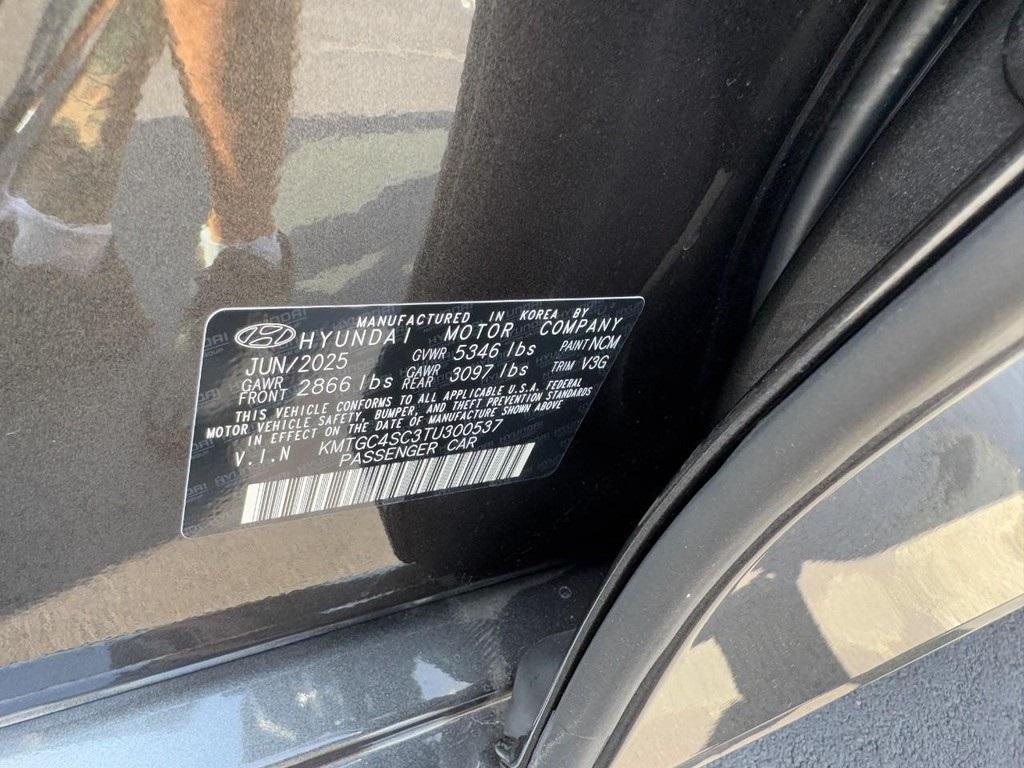 MANUFACTURED IN KOREA BY
HYUNDAI MOTOR COMPANY
JUN/2025 GVWR 5346 lbs PAINT NCM
GAWR FRONT 2866 lbs GAWR REAR 3097 lbs TRIM V3G
THIS VEHICLE CONFORMS TO ALL APPLICABLE U.S.A. FEDERAL
MOTOR VEHICLE SAFETY, BUMPER, AND THEFT PREVENTION STANDARDS
IN EFFECT ON THE DATE OF MANUFACTURE SHOWN ABOVE
V.I.N KMTGC4SC3TU300537
PASSENGER CAR